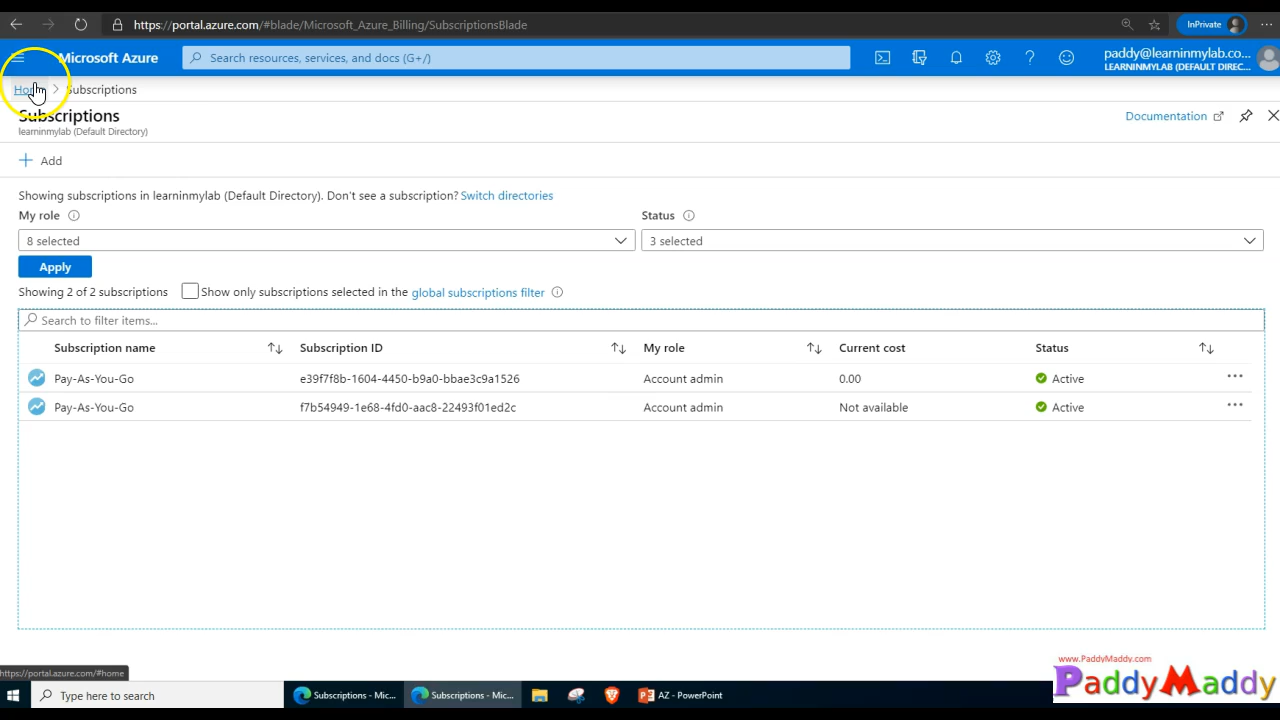 https://portal.azure.com/#blade/Microsoft_Azure_Billing/SubscriptionsBlade
InPrivate
Microsoft Azure
Search resources, services, and docs (G+/)
paddy@learninmylab.co...
LEARNINMYLAB (DEFAULT DIREC...
Subscriptions
Subscriptions
learninmylab (Default Directory)
Documentation
Add
Showing subscriptions in learninmylab (Default Directory). Don't see a subscription? Switch directories
My role
Status
8 selected
3 selected
Apply
Showing 2 of 2 subscriptions
Show only subscriptions selected in the global subscriptions filter
Search to filter items...
Subscription name Subscription ID My role Current cost Status
Pay-As-You-Go e39f7f8b-1604-4450-b9a0-bbae3c9a1526 Account admin 0.00 Active
Pay-As-You-Go f7b54949-1e68-4fd0-aac8-22493f01ed2c Account admin Not available Active
https://portal.azure.com/#home
www.PaddyMaddy.com
PaddyMaddy
Type here to search
Subscriptions - Mic...
Subscriptions - Mic...
AZ - PowerPoint